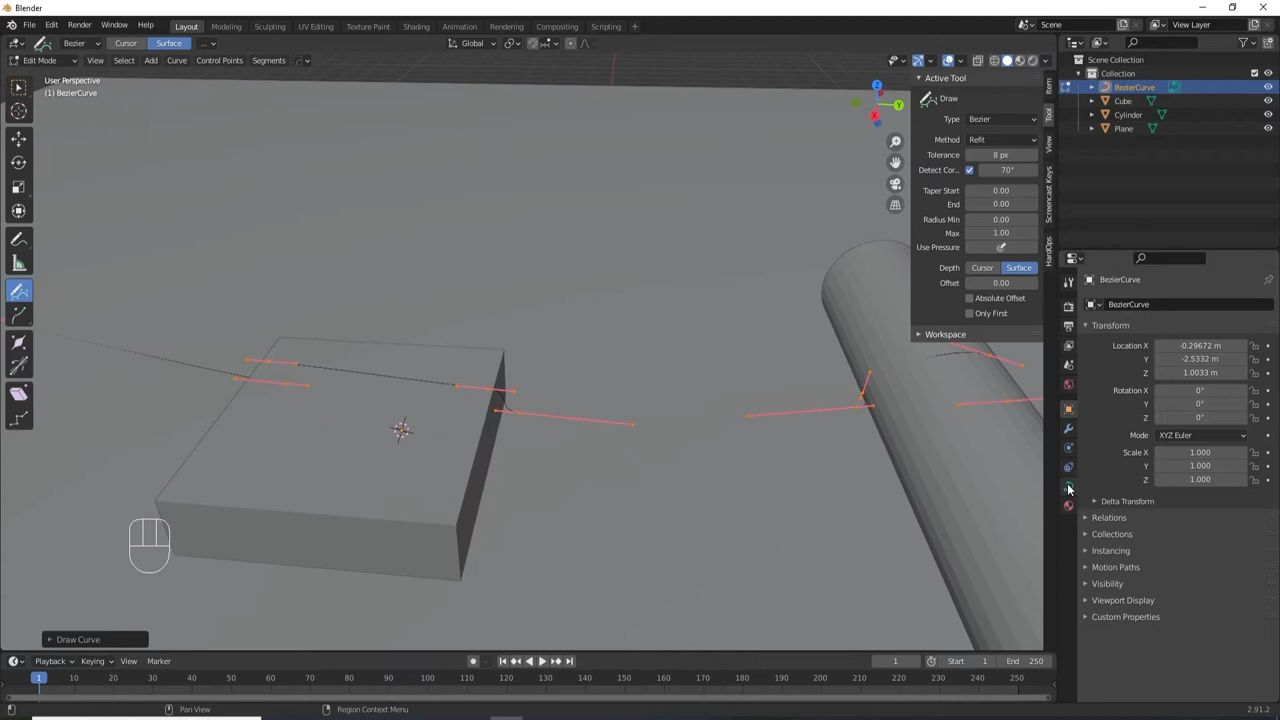 Blender
File Edit Render Window Help Layout Modeling Sculpting UV Editing Texture Paint Shading Animation Rendering Compositing Scripting + Scene View Layer
Bezier Cursor Surface ... Global
Edit Mode View Select Add Curve Control Points Segments
User Perspective
(1) BezierCurve
Z
Y
X
Active Tool
Draw
Type Bezier
Method Refit
Tolerance 8 px
Detect Cor... 70°
Taper Start 0.00
End 0.00
Radius Min 0.00
Max 1.00
Use Pressure
Depth Cursor Surface
Offset 0.00
Absolute Offset
Only First
Workspace
Item
Tool
View
Screencast Keys
HardOps
Scene Collection
Collection
BezierCurve
Cube
Cylinder
Plane
BezierCurve
BezierCurve
Transform
Location X -0.29672 m
Y -2.5332 m
Z 1.0033 m
Rotation X 0°
Y 0°
Z 0°
Mode XYZ Euler
Scale X 1.000
Y 1.000
Z 1.000
Delta Transform
Relations
Collections
Instancing
Motion Paths
Visibility
Viewport Display
Custom Properties
Draw Curve
Playback Keying View Marker 1 Start 1 End 250
1 10 20 30 40 50 60 70 80 90 100 110 120 130 140 150 160 170 180 190 200 210 220 230 240 250
Pan View Region Context Menu 2.91.2